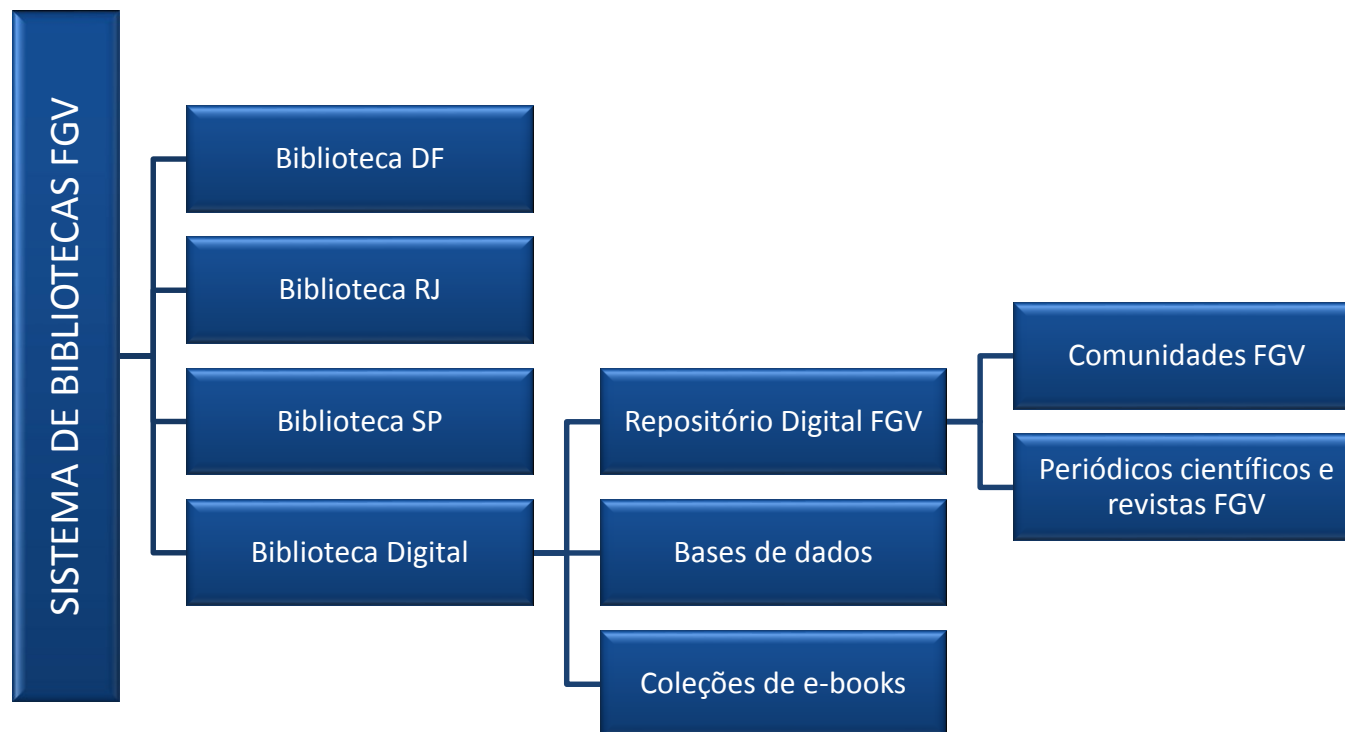 SISTEMA DE BIBLIOTECAS FGV
Biblioteca DF
Biblioteca RJ
Biblioteca SP
Biblioteca Digital
Repositório Digital FGV
Bases de dados
Coleções de e-books
Comunidades FGV
Periódicos científicos e
revistas FGV